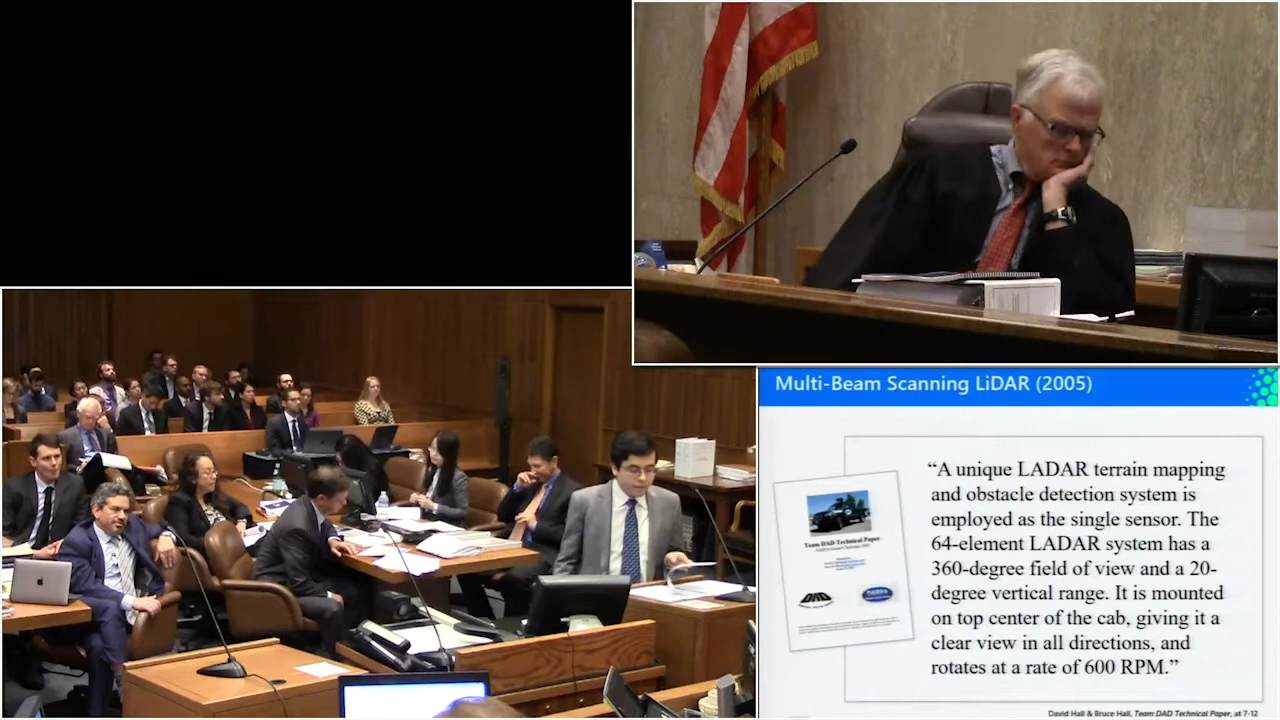 Multi-Beam Scanning LiDAR (2005)
“A unique LADAR terrain mapping
and obstacle detection system is
employed as the single sensor. The
64-element LADAR system has a
360-degree field of view and a 20-
degree vertical range. It is mounted
on top center of the cab, giving it a
clear view in all directions, and
rotates at a rate of 600 RPM.”
Team DAD Technical Paper
DAD
DARPA
David Hall & Bruce Hall, Team DAD Technical Paper, at 7-12